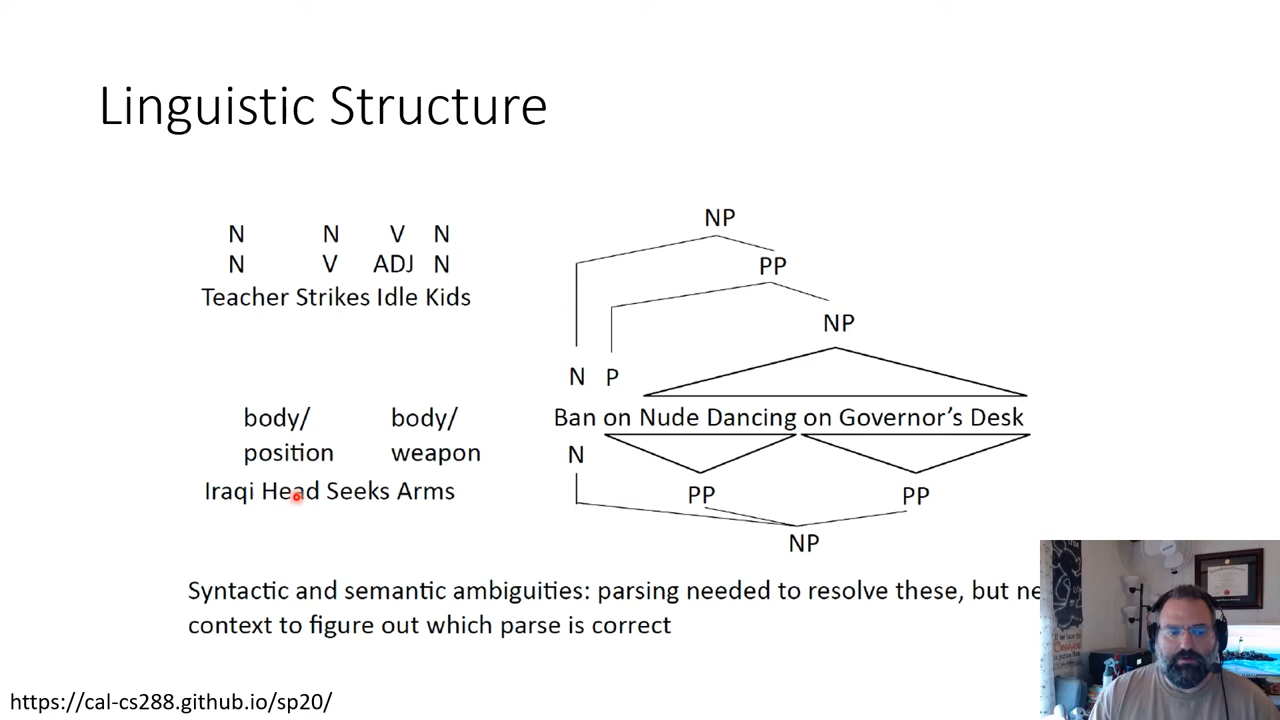 Linguistic Structure
N N V N
N V ADJ N
Teacher Strikes Idle Kids
body/ body/
position weapon
Iraqi Head Seeks Arms
NP
PP
NP
N P
Ban on Nude Dancing on Governor's Desk
N
PP PP
NP
Syntactic and semantic ambiguities: parsing needed to resolve these, but
context to figure out which parse is correct
https://cal-cs288.github.io/sp20/